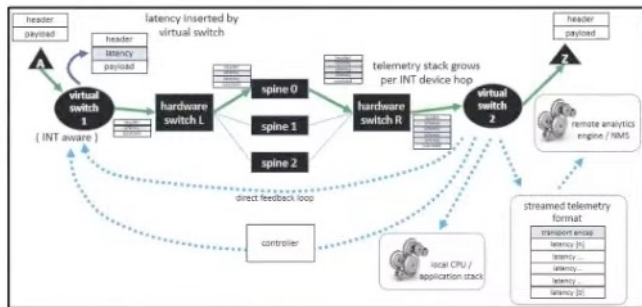 header
payload
A
latency inserted by
virtual switch
header
latency
payload
virtual
switch
1
( INT aware )
hardware
switch L
spine 0
spine 1
spine 2
hardware
switch R
telemetry stack grows
per INT device hop
virtual
switch
2
header
payload
Z
remote analytics
engine / NMS
direct feedback loop
controller
local CPU /
application stack
streamed telemetry
format
transport encap
latency [n]
latency ...
latency...
latency ..
latency [0]